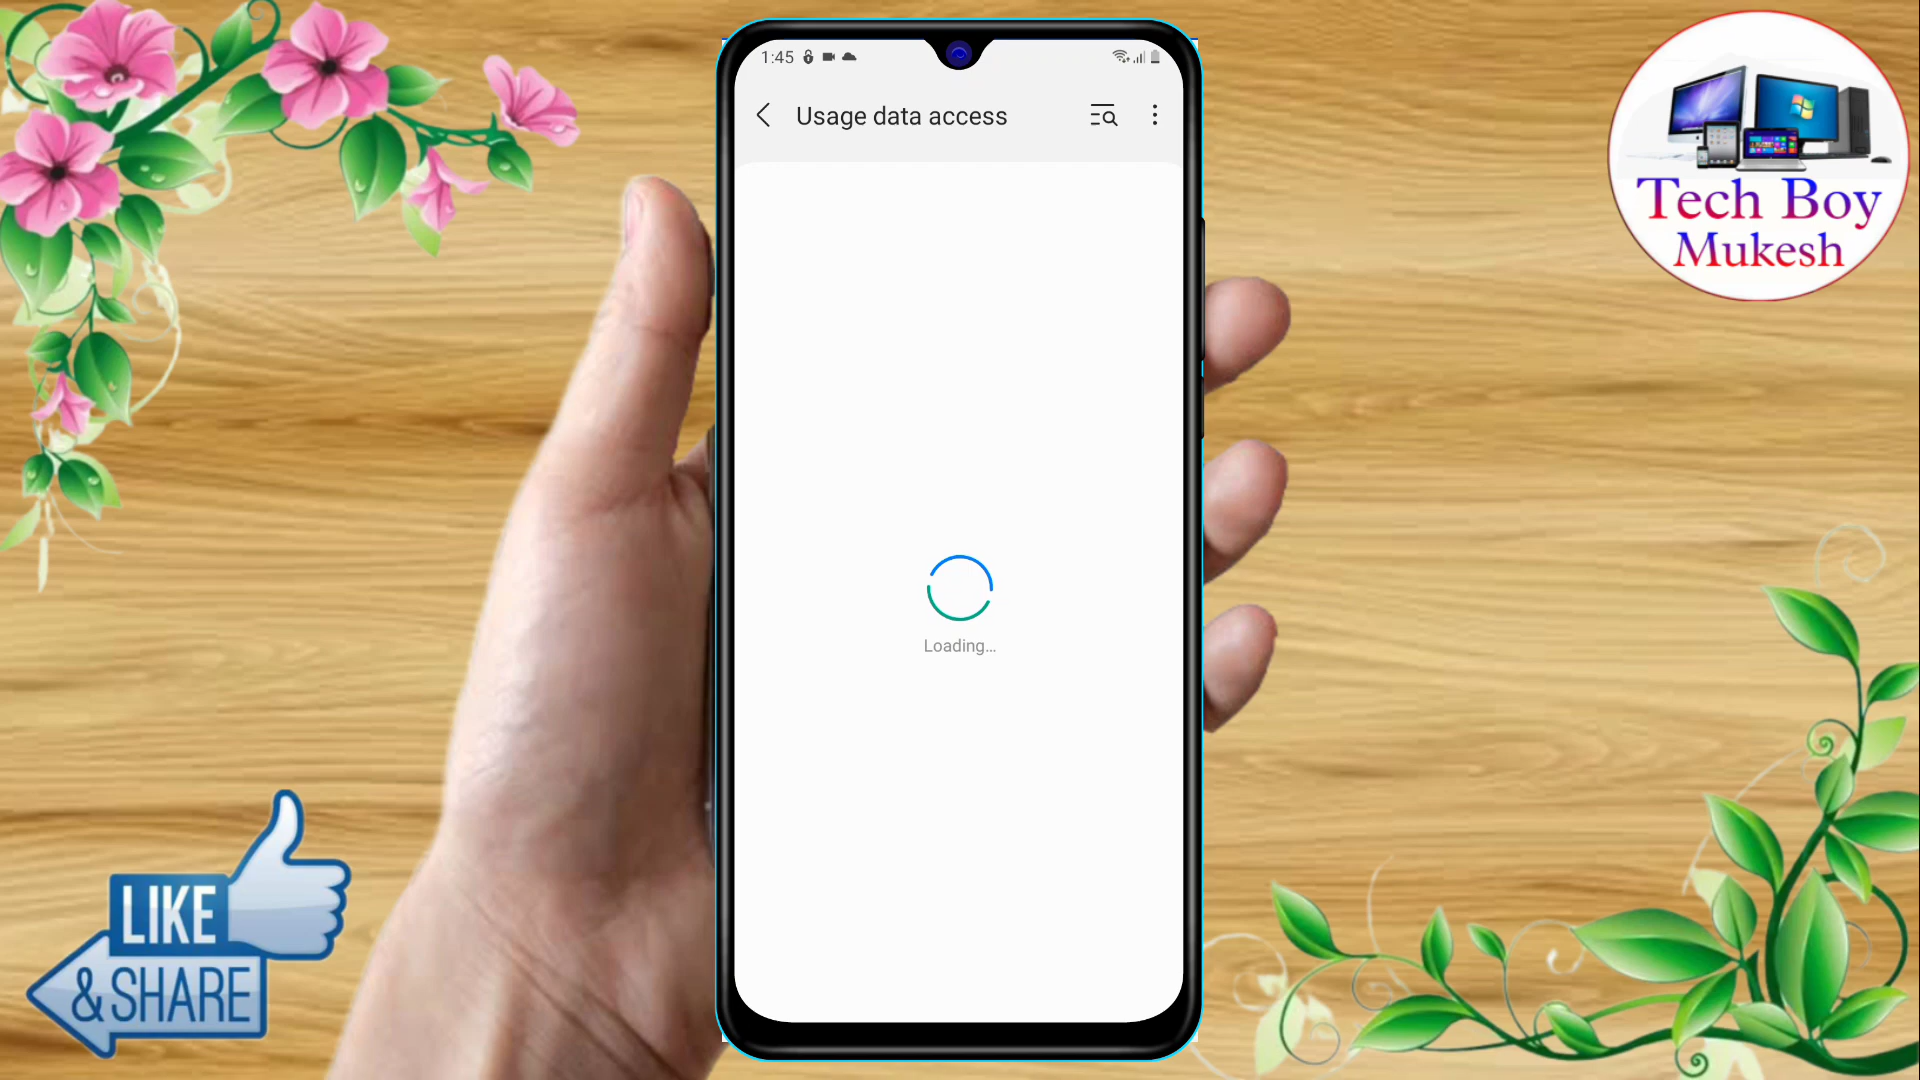 1:45
Usage data access
Loading...
Tech Boy
Mukesh
LIKE
& SHARE